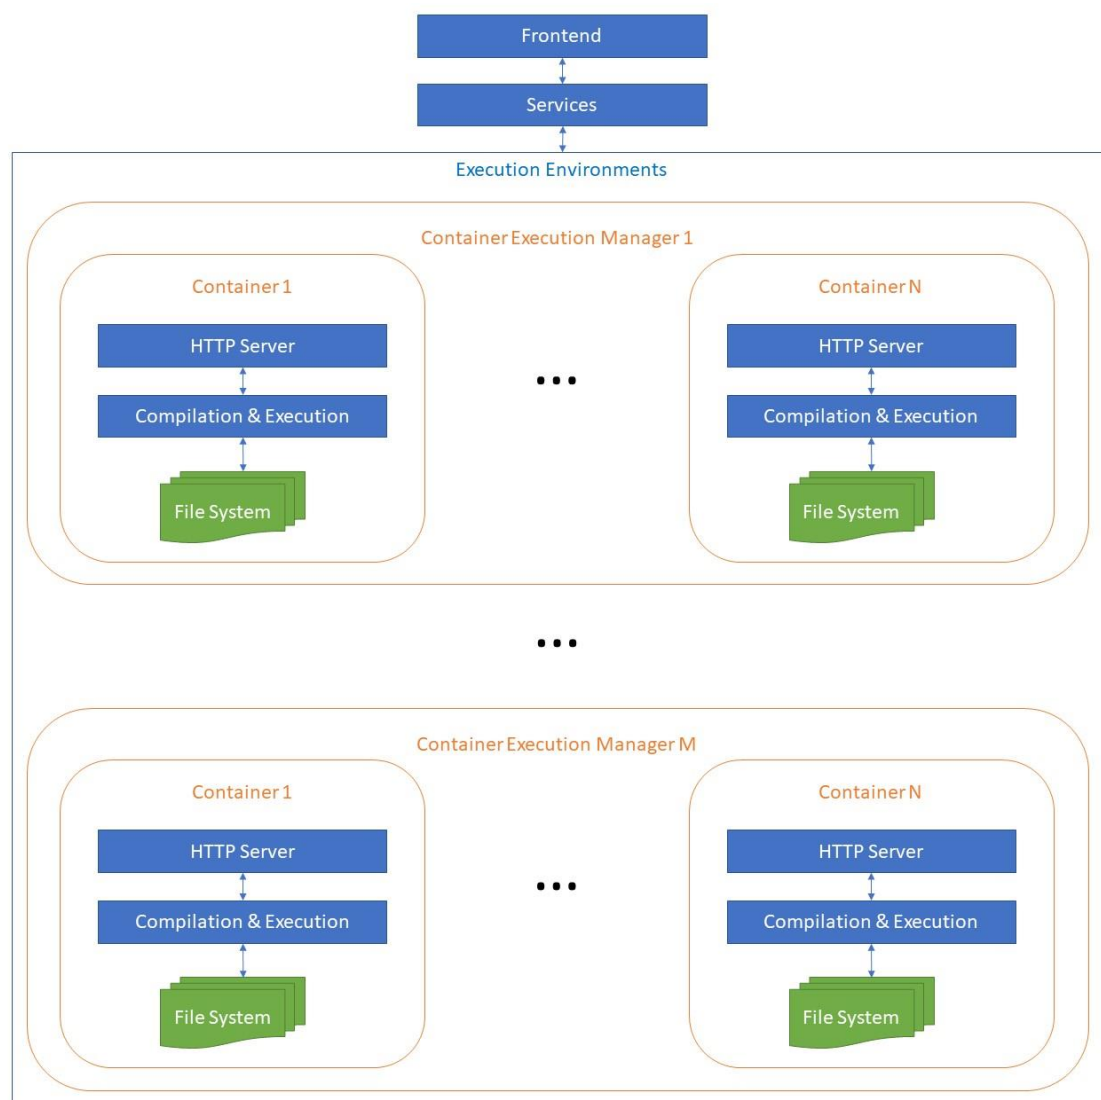 Frontend
Services
Execution Environments
Container Execution Manager 1
Container 1
HTTP Server
Compilation & Execution
File System
...
Container N
HTTP Server
Compilation & Execution
File System
...
Container Execution Manager M
Container 1
HTTP Server
Compilation & Execution
File System
...
Container N
HTTP Server
Compilation & Execution
File System